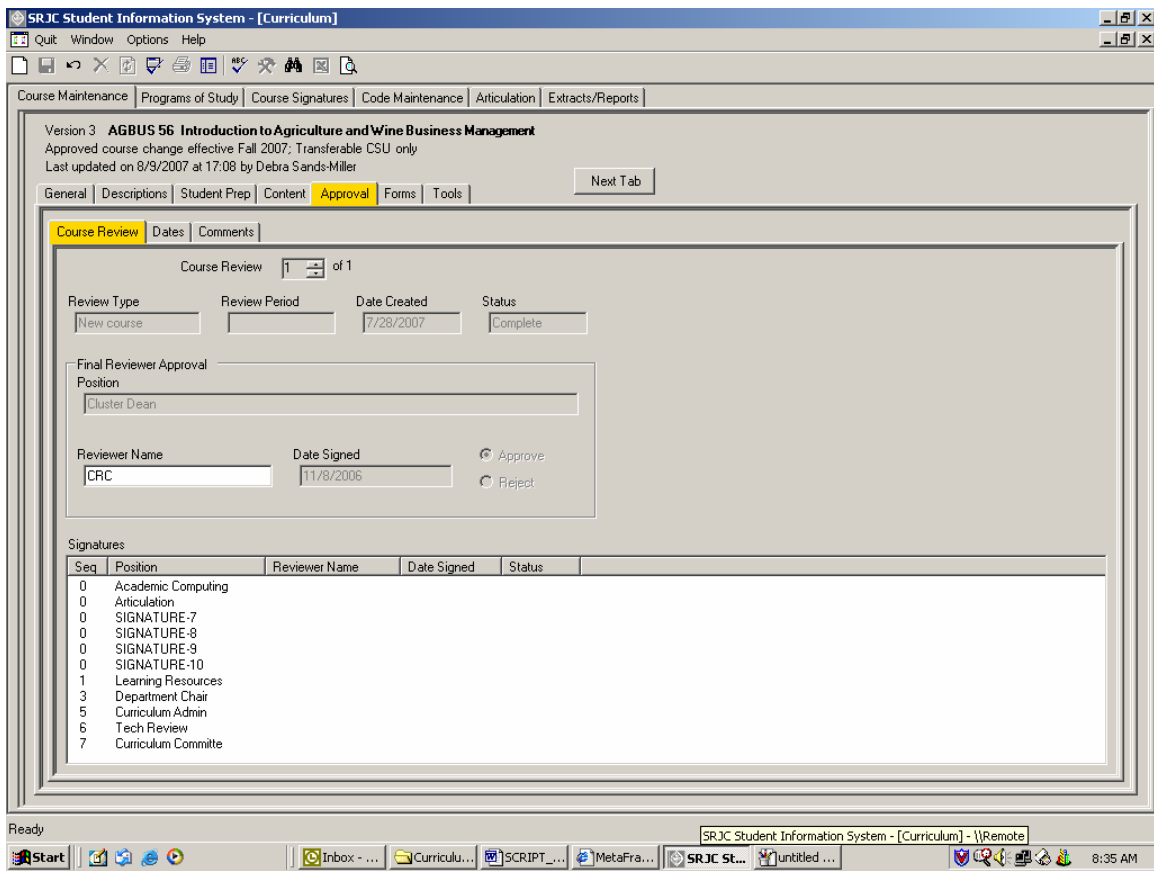 SRJC Student Information System - [Curriculum]
Quit Window Options Help
ABC
Course Maintenance Programs of Study Course Signatures Code Maintenance Articulation Extracts/Reports
Version 3 AGBUS 56 Introduction to Agriculture and Wine Business Management
Approved course change effective Fall 2007; Transferable CSU only
Last updated on 8/9/2007 at 17:08 by Debra Sands-Miller
Next Tab
General Descriptions Student Prep Content Approval Forms Tools
Course Review Dates Comments
Course Review 1 of 1
Review Type Review Period Date Created Status
New course 7/28/2007 Complete
Final Reviewer Approval
Position
Cluster Dean
Reviewer Name Date Signed Approve
CRC 11/8/2006 Reject
Signatures
Seq Position Reviewer Name Date Signed Status
0 Academic Computing
0 Articulation
0 SIGNATURE-7
0 SIGNATURE-8
0 SIGNATURE-9
0 SIGNATURE-10
1 Learning Resources
3 Department Chair
5 Curriculum Admin
6 Tech Review
7 Curriculum Committe
Ready
SRJC Student Information System - [Curriculum] - \\Remote
Start Inbox - ... Curriculu... SCRIPT_... MetaFra... SRJC St... untitled ... 8:35 AM